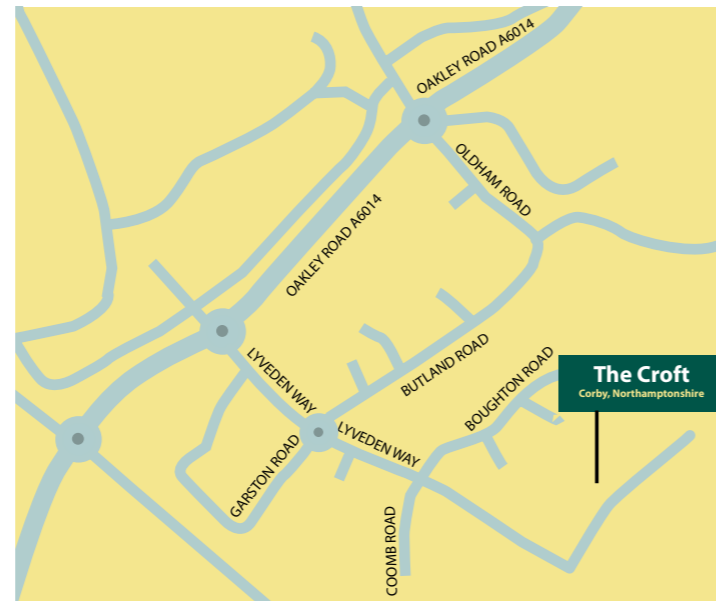 OAKLEY ROAD A6014
OLDHAM ROAD
OAKLEY ROAD A6014
LYVEDEN WAY
BUTLAND ROAD
BOUGHTON ROAD
The Croft
Corby, Northamptonshire
LYVEDEN WAY
GARSTON ROAD
COOMB ROAD